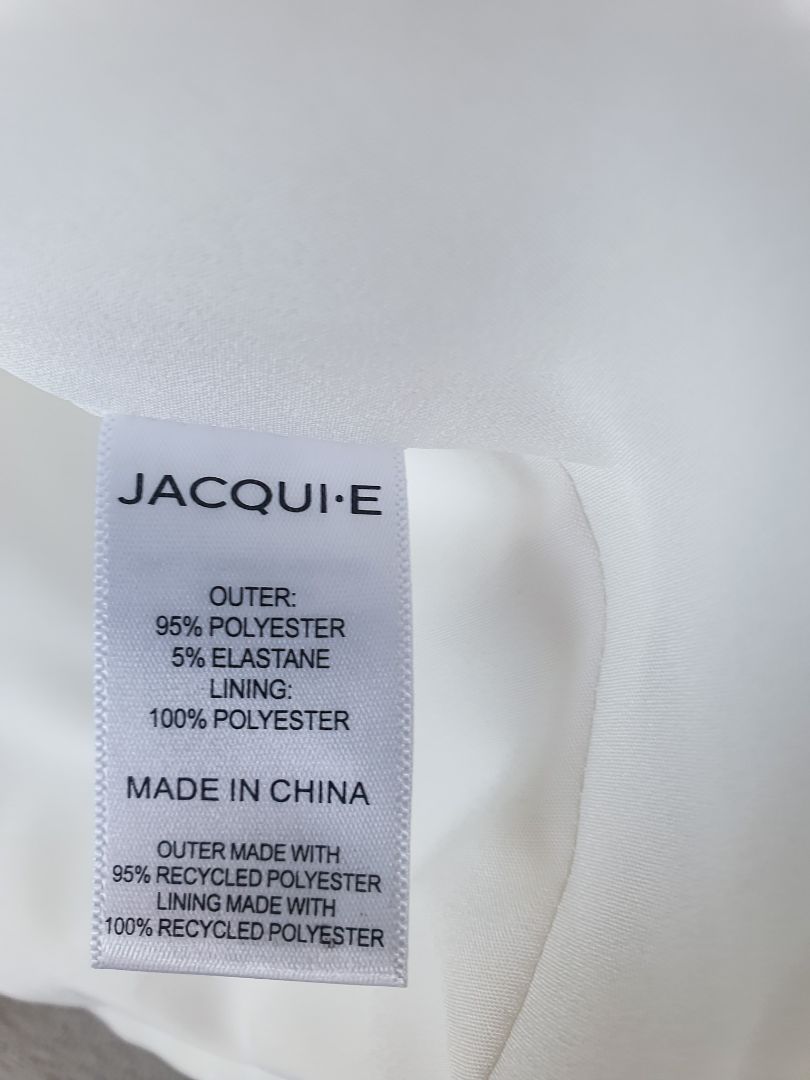 JACQUI·E
OUTER:
95% POLYESTER
5% ELASTANE
LINING:
100% POLYESTER
MADE IN CHINA
OUTER MADE WITH
95% RECYCLED POLYESTER
LINING MADE WITH
100% RECYCLED POLYESTER